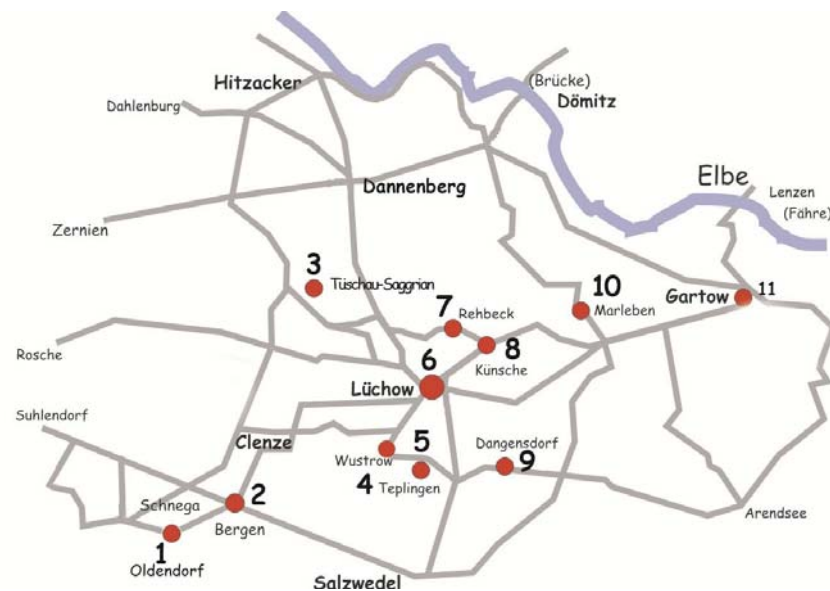 Hitzacker
(Brücke)
Dömitz
Dahlenburg
Elbe
Lenzen
(Fähre)
Dannenberg
Zernien
3
Tüschau-Saggrian
10
Marleben
Gartow
11
7
Rehbeck
8
Künsche
Rosche
6
Lüchow
Suhlendorf
Clenze
5
Wustrow
4
Teplingen
Dangensdorf
9
2
Schnega
Bergen
1
Oldendorf
Arendsee
Salzwedel